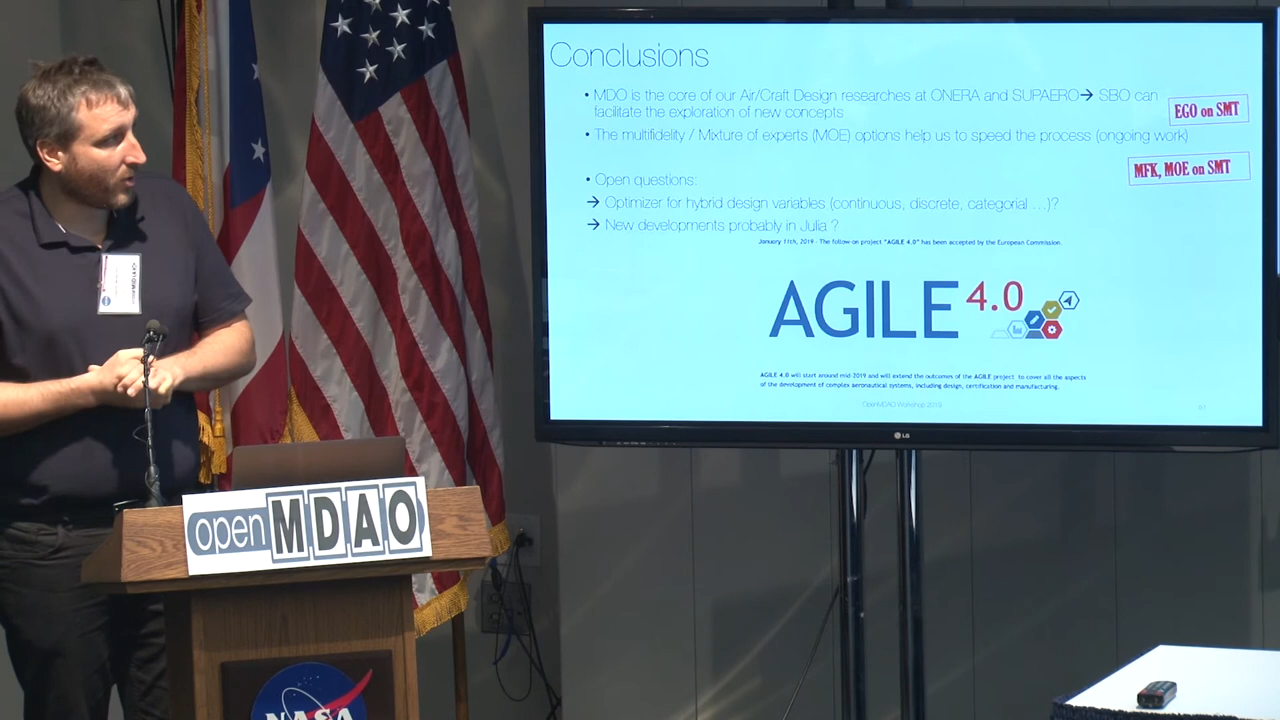 Conclusions
• MDO is the core of our Air/Craft Design researches at ONERA and SUPAERO→ SBO can
facilitate the exploration of new concepts
EGO on SMT
• The multifidelity / Mixture of experts (MOE) options help us to speed the process (ongoing work)
MFK, MOE on SMT
• Open questions:
→ Optimizer for hybrid design variables (continuous, discrete, categorial ...)?
→ New developments probably in Julia ?
January 11th, 2019 - The follow-on project "AGILE 4.0" has been accepted by the European Commission.
AGILE 4.0
AGILE 4.0 will start around mid-2019 and will extend the outcomes of the AGILE project to cover all the aspects
of the development of complex aeronautical systems, including design, certification and manufacturing.
OpenMDAO Workshop 2019
LG
openMDAO
NASA